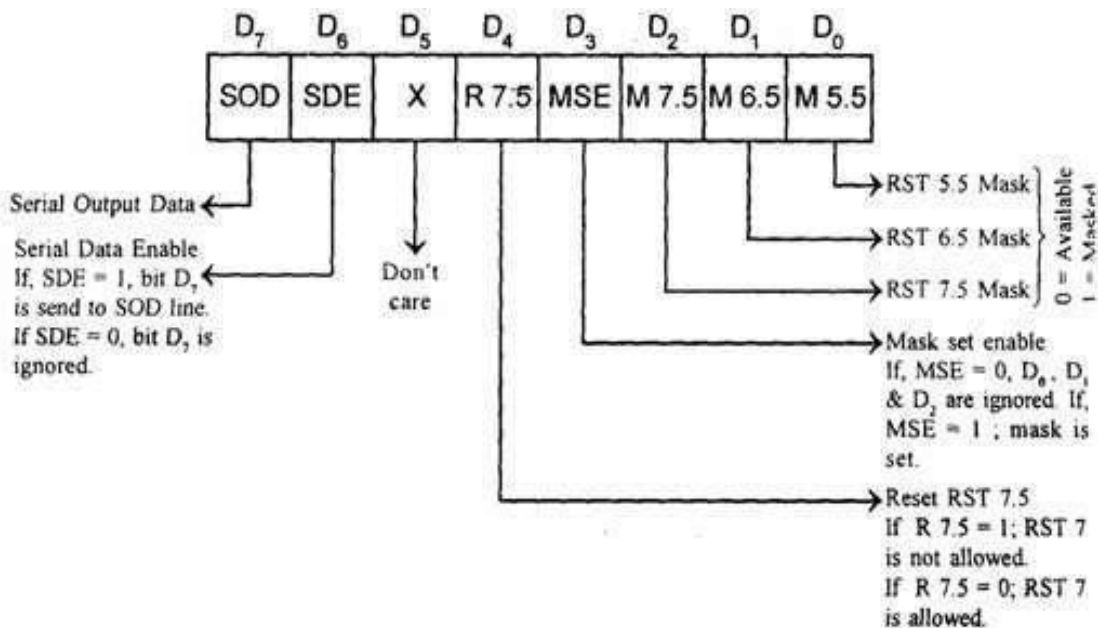 D₇ D₆ D₅ D₄ D₃ D₂ D₁ D₀
SOD SDE X R 7.5 MSE M 7.5 M 6.5 M 5.5
Serial Output Data
Serial Data Enable
If, SDE = 1, bit D₇
is send to SOD line.
If SDE = 0, bit D₇ is
ignored.
Don't
care
RST 5.5 Mask
RST 6.5 Mask
RST 7.5 Mask
0 = Available
1 = Masked
Mask set enable
If, MSE = 0, D₀, D₁
& D₂ are ignored. If,
MSE = 1 ; mask is
set.
Reset RST 7.5
If R 7.5 = 1; RST 7
is not allowed.
If R 7.5 = 0; RST 7
is allowed.